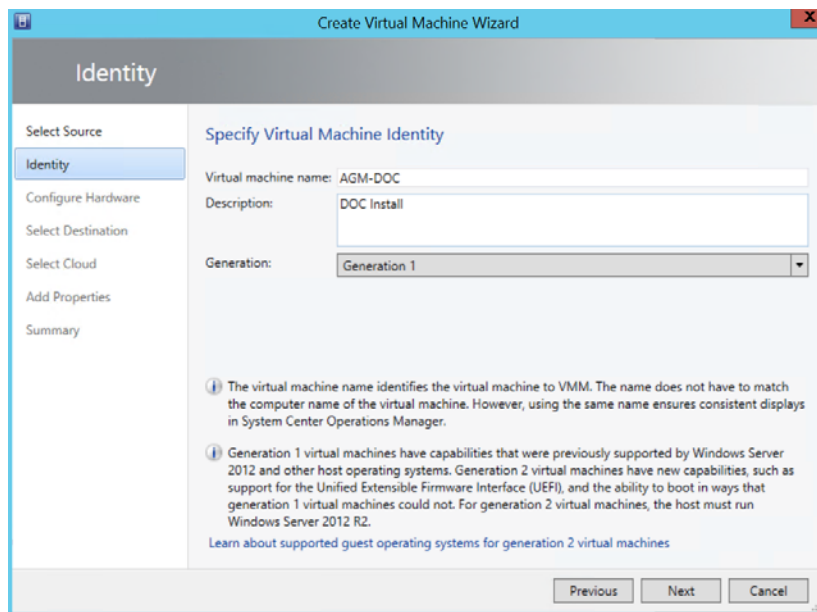 Create Virtual Machine Wizard
X
Identity
Select Source
Identity
Configure Hardware
Select Destination
Select Cloud
Add Properties
Summary
Specify Virtual Machine Identity
Virtual machine name: AGM-DOC
Description: DOC Install
Generation: Generation 1
The virtual machine name identifies the virtual machine to VMM. The name does not have to match
the computer name of the virtual machine. However, using the same name ensures consistent displays
in System Center Operations Manager.
Generation 1 virtual machines have capabilities that were previously supported by Windows Server
2012 and other host operating systems. Generation 2 virtual machines have new capabilities, such as
support for the Unified Extensible Firmware Interface (UEFI), and the ability to boot in ways that
generation 1 virtual machines could not. For generation 2 virtual machines, the host must run
Windows Server 2012 R2.
Learn about supported guest operating systems for generation 2 virtual machines
Previous Next Cancel